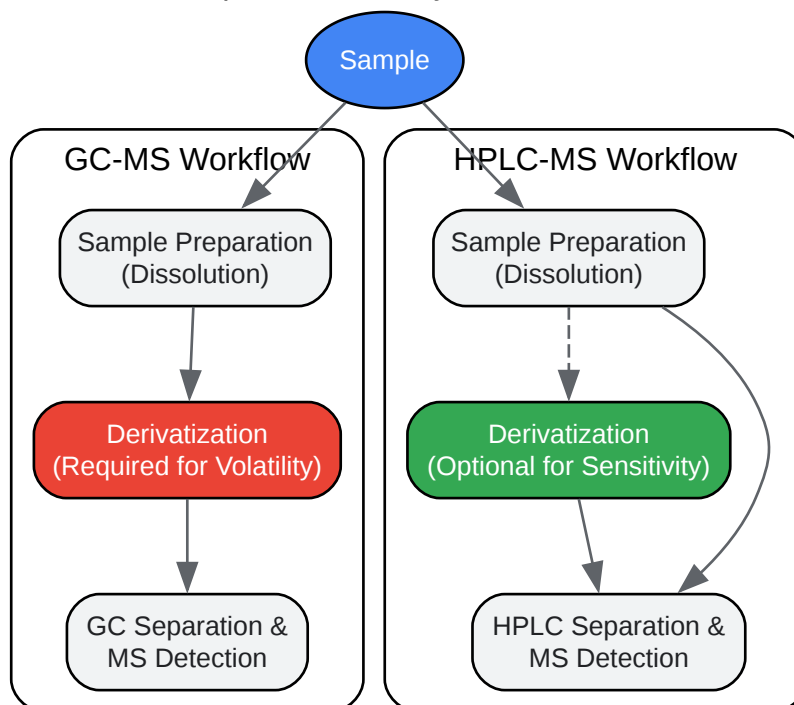 Sample
GC-MS Workflow
Sample Preparation
(Dissolution)
Derivatization
(Required for Volatility)
GC Separation &
MS Detection
HPLC-MS Workflow
Sample Preparation
(Dissolution)
Derivatization
(Optional for Sensitivity)
HPLC Separation &
MS Detection